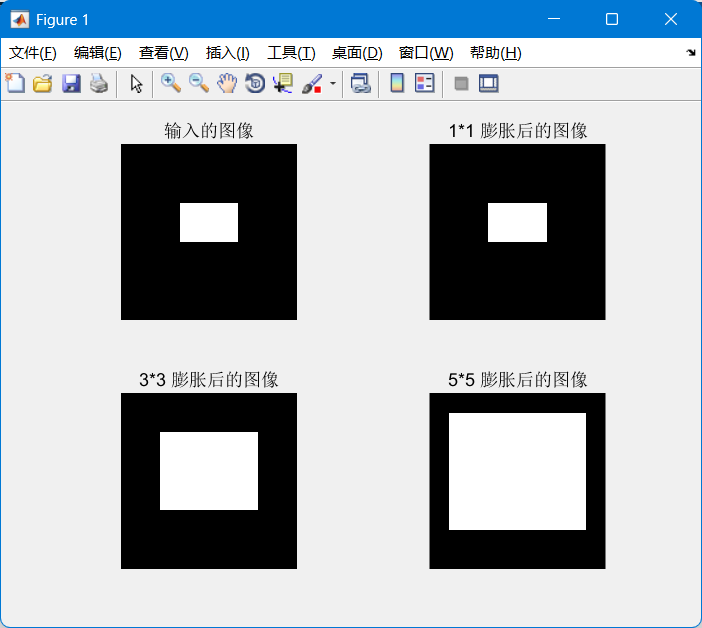 Figure 1
文件(F) 编辑(E) 查看(V) 插入(I) 工具(T) 桌面(D) 窗口(W) 帮助(H)
输入的图像 1*1 膨胀后的图像
3*3 膨胀后的图像 5*5 膨胀后的图像